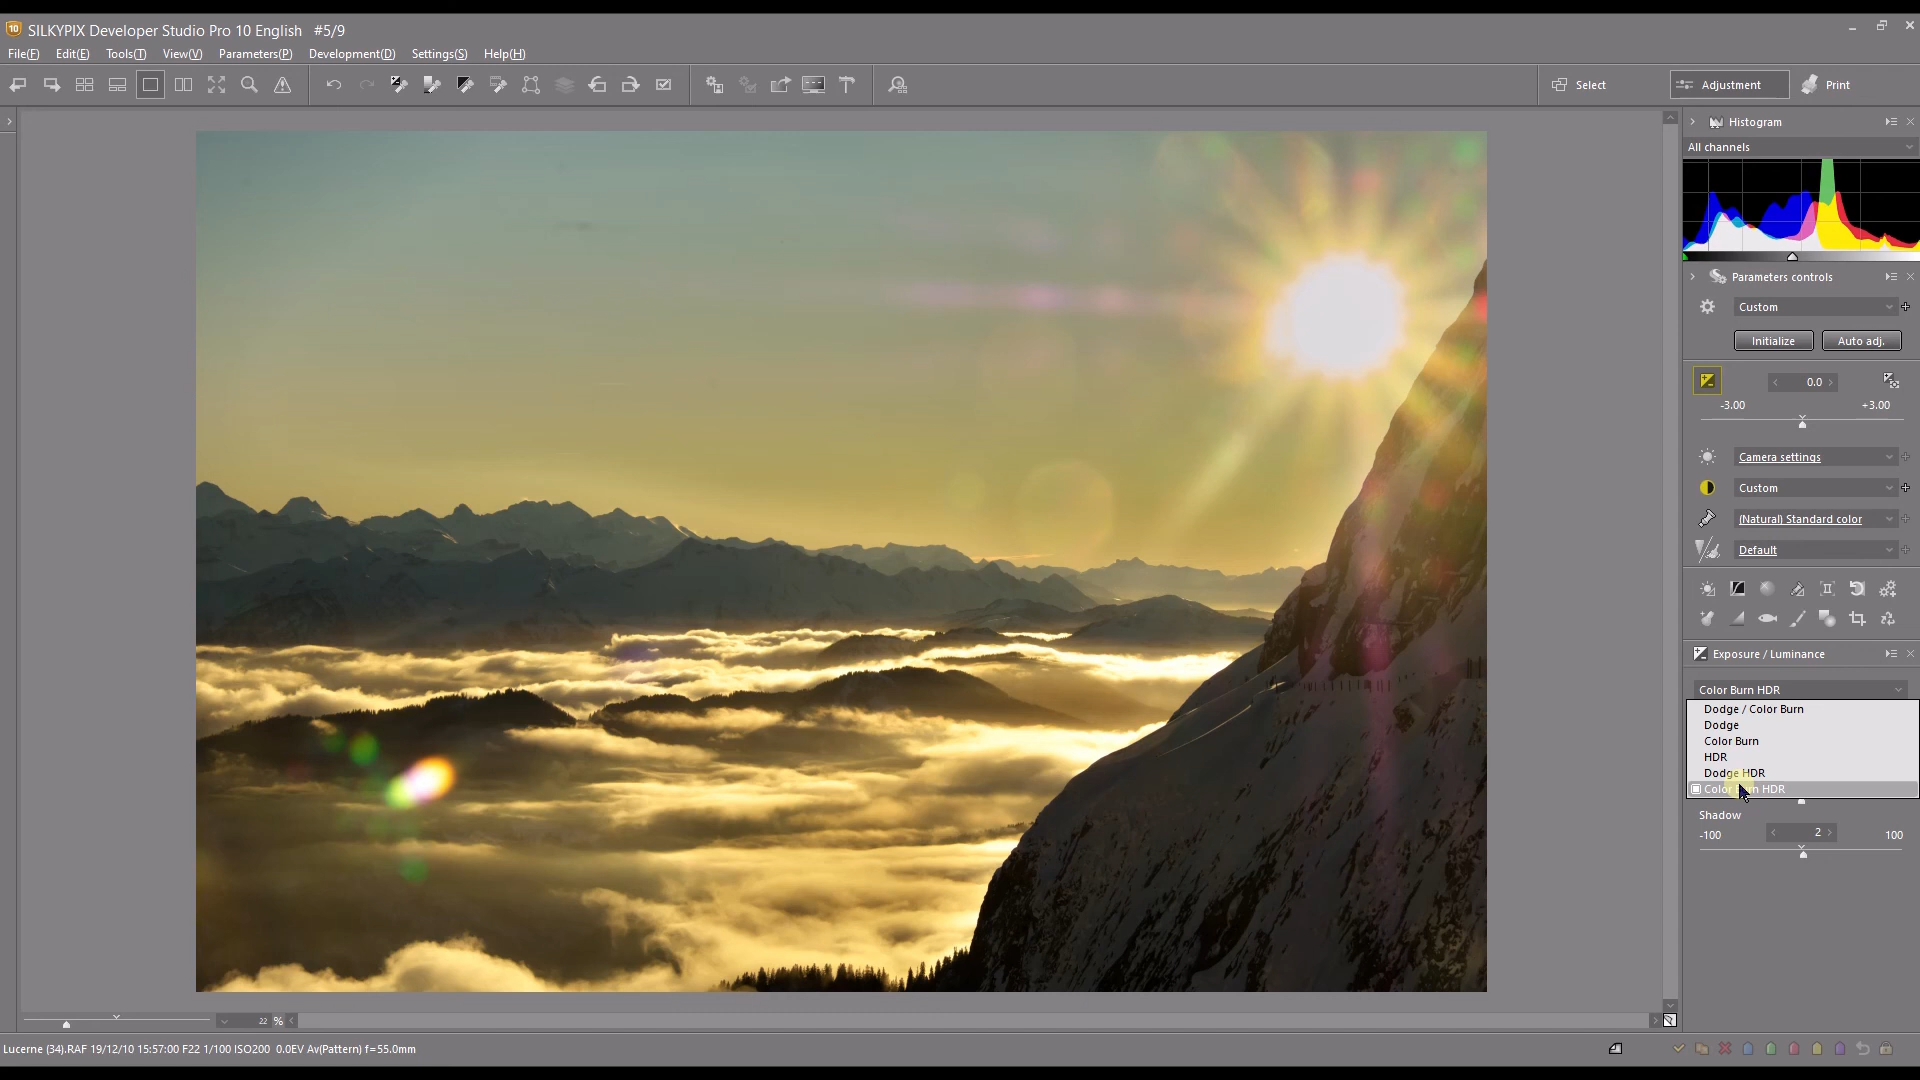 10 SILKYPIX Developer Studio Pro 10 English #5/9
File(F) Edit(E) Tools(T) View(V) Parameters(P) Development(D) Settings(S) Help(H)
Select Adjustment Print
Histogram
All channels
Parameters controls
Custom
Initialize Auto adj.
0.0
-3.00 +3.00
Camera settings
Custom
(Natural) Standard color
Default
Exposure / Luminance
Color Burn HDR
Dodge / Color Burn
Dodge
Color Burn
HDR
Dodge HDR
Color Burn HDR
Shadow
-100 2 100
22 %
Lucerne (34).RAF 19/12/10 15:57:00 F22 1/100 ISO200 0.0EV Av(Pattern) f=55.0mm